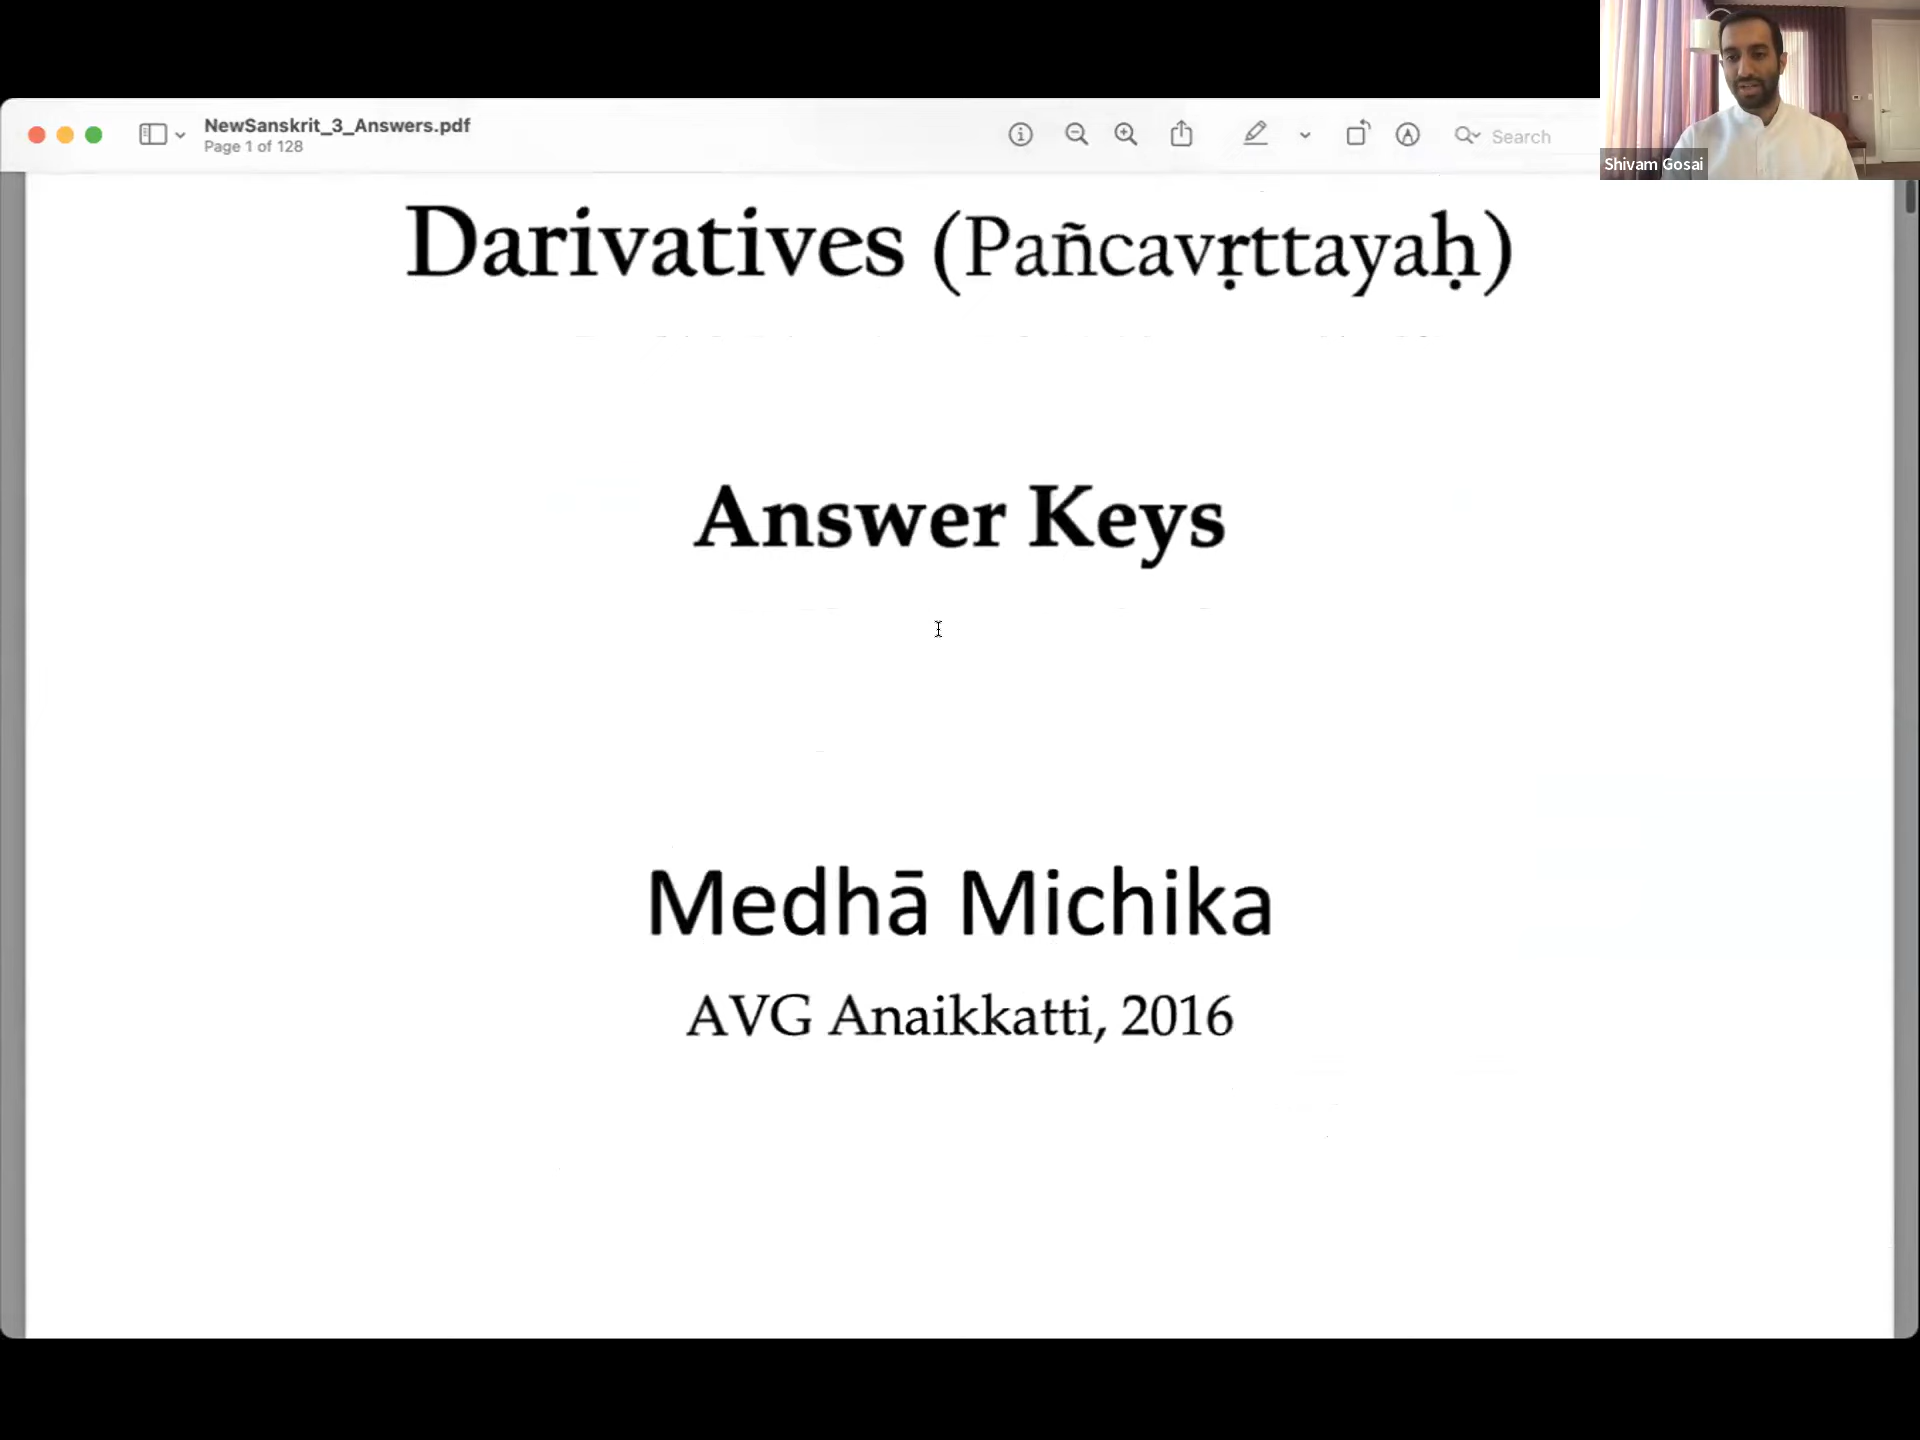 NewSanskrit_3_Answers.pdf
Page 1 of 128
Search
Shivam Gosai
Darivatives (Pañcavṛttayaḥ)
Answer Keys
Medhā Michika
AVG Anaikkatti, 2016